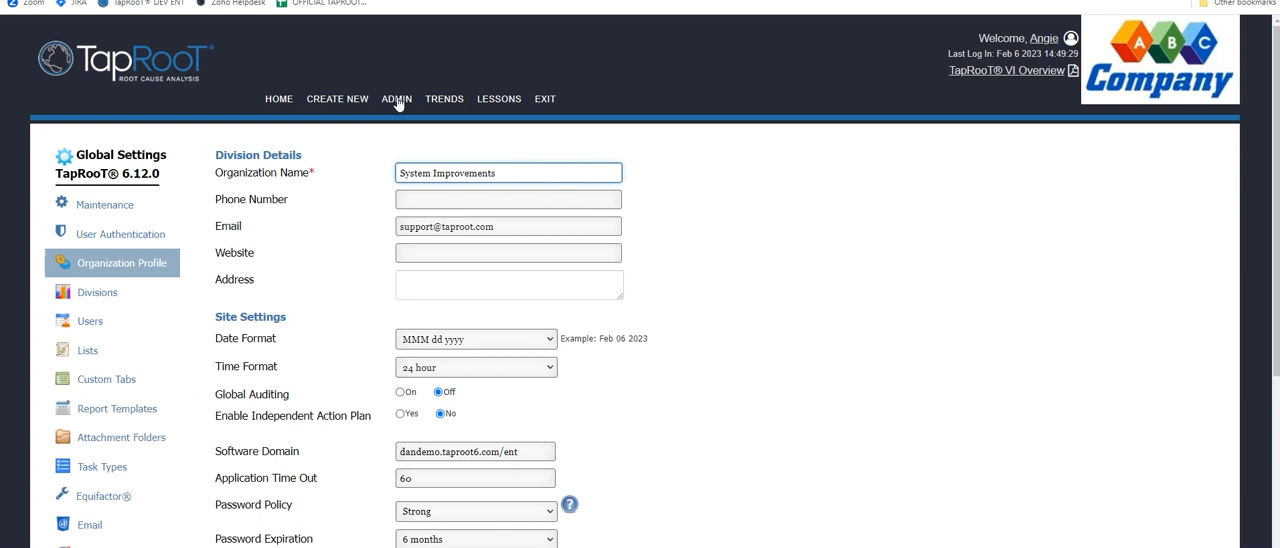 Zoom JIRA TapRooT® DEV ENT Zoho Helpdesk OFFICIAL TAPROOT... Other bookmarks
TapRooT®
ROOT CAUSE ANALYSIS
Welcome, Angie
Last Log In: Feb 6 2023 14:49:29
TapRooT® VI Overview
A B C
Company
HOME CREATE NEW ADMIN TRENDS LESSONS EXIT
Global Settings
TapRooT® 6.12.0
Maintenance
User Authentication
Organization Profile
Divisions
Users
Lists
Custom Tabs
Report Templates
Attachment Folders
Task Types
Equifactor®
Email
Division Details
Organization Name* System Improvements
Phone Number
Email support@taproot.com
Website
Address
Site Settings
Date Format MMM dd yyyy Example: Feb 06 2023
Time Format 24 hour
Global Auditing On Off
Enable Independent Action Plan Yes No
Software Domain dandemo.taproot6.com/ent
Application Time Out 60
Password Policy Strong ?
Password Expiration 6 months